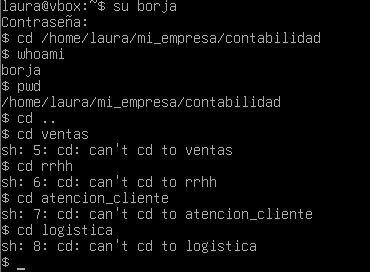 laura@vbox:~$ su borja
Contraseña:
$ cd /home/laura/mi_empresa/contabilidad
$ whoami
borja
$ pwd
/home/laura/mi_empresa/contabilidad
$ cd ..
$ cd ventas
sh: 5: cd: can't cd to ventas
$ cd rrhh
sh: 6: cd: can't cd to rrhh
$ cd atencion_cliente
sh: 7: cd: can't cd to atencion_cliente
$ cd logistica
sh: 8: cd: can't cd to logistica
$ _